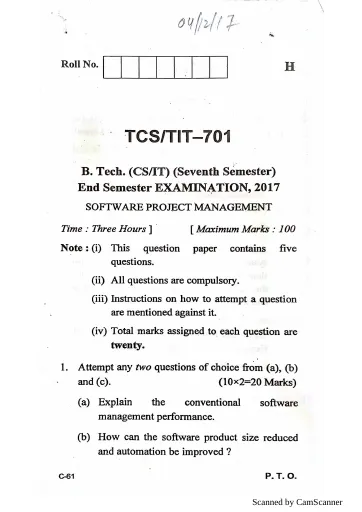 04/12/17
Roll No.
H
TCS/TIT–701
B. Tech. (CS/IT) (Seventh Semester)
End Semester EXAMINATION, 2017
SOFTWARE PROJECT MANAGEMENT
Time : Three Hours ] [ Maximum Marks : 100
Note : (i) This question paper contains five
questions.
(ii) All questions are compulsory.
(iii) Instructions on how to attempt a question
are mentioned against it.
(iv) Total marks assigned to each question are
twenty.
1. Attempt any two questions of choice from (a), (b)
and (c). (10×2=20 Marks)
(a) Explain the conventional software
management performance.
(b) How can the software product size reduced
and automation be improved ?
C-61 P. T. O.
Scanned by CamScanner